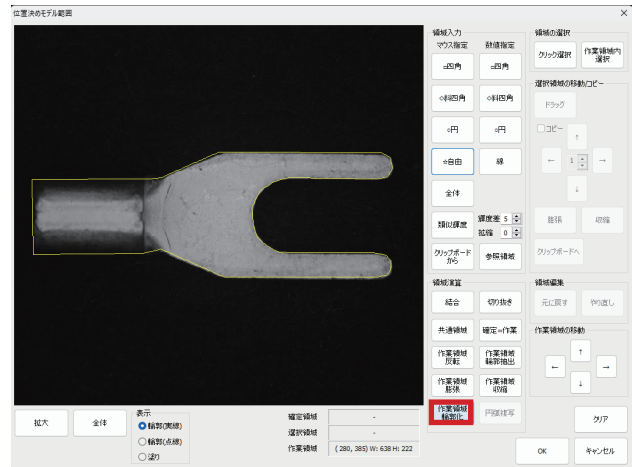 位置決めモデル範囲
領域入力
マウス指定
数値指定
□四角
□四角
◇斜四角
◇斜四角
○円
○円
☆自由
線
全体
類似輝度
輝度差 5
拡縮 0
クリップボード
から
参照領域
領域演算
結合
切り抜き
共通領域
確定=作業
作業領域
反転
作業領域
輪郭抽出
作業領域
膨張
作業領域
収縮
作業領域
輪郭化
円弧複写
領域の選択
クリック選択
作業領域内
選択
選択領域の移動/コピー
ドラッグ
コピー
↑
←
1
→
↓
膨張
収縮
クリップボードへ
領域編集
元に戻す
やり直し
作業領域の移動
↑
←
→
↓
クリア
OK
キャンセル
拡大
全体
表示
輪郭(実線)
輪郭(点線)
塗り
確定領域
-
選択領域
-
作業領域
( 280, 385) W: 638 H: 222